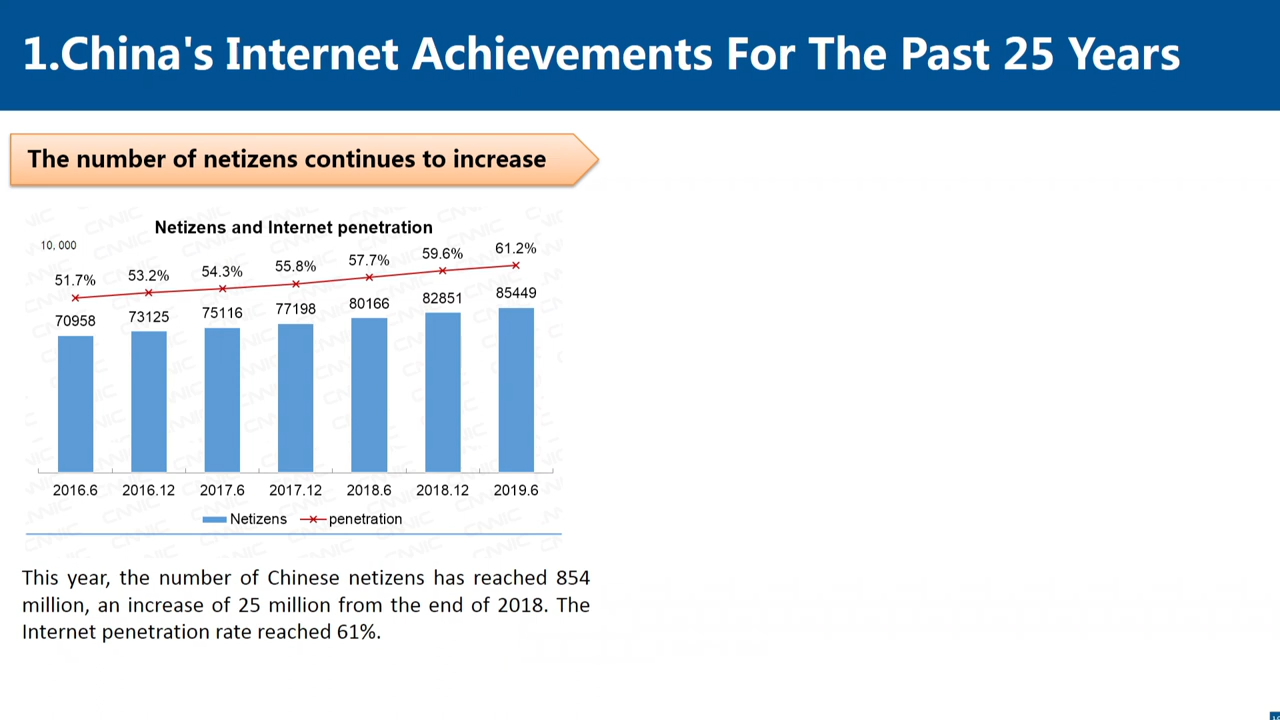 1.China's Internet Achievements For The Past 25 Years
The number of netizens continues to increase
Netizens and Internet penetration
10, 000
51.7% 53.2% 54.3% 55.8% 57.7% 59.6% 61.2%
70958 73125 75116 77198 80166 82851 85449
2016.6 2016.12 2017.6 2017.12 2018.6 2018.12 2019.6
Netizens penetration
CNNIC
This year, the number of Chinese netizens has reached 854
million, an increase of 25 million from the end of 2018. The
Internet penetration rate reached 61%.